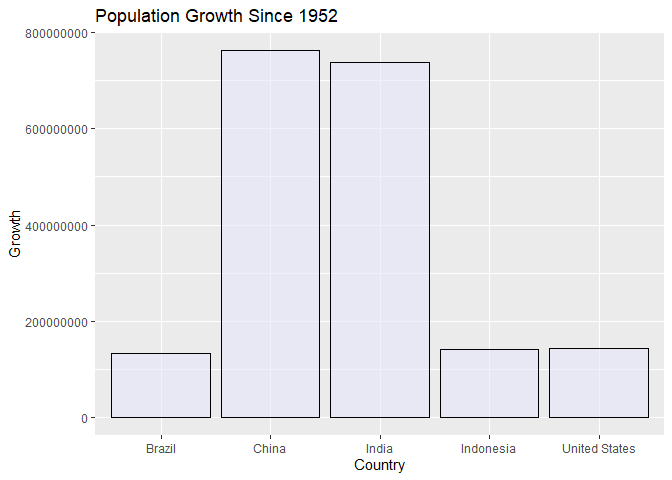 Population Growth Since 1952
800000000
600000000
400000000
200000000
0
Growth
Brazil China India Indonesia United States
Country